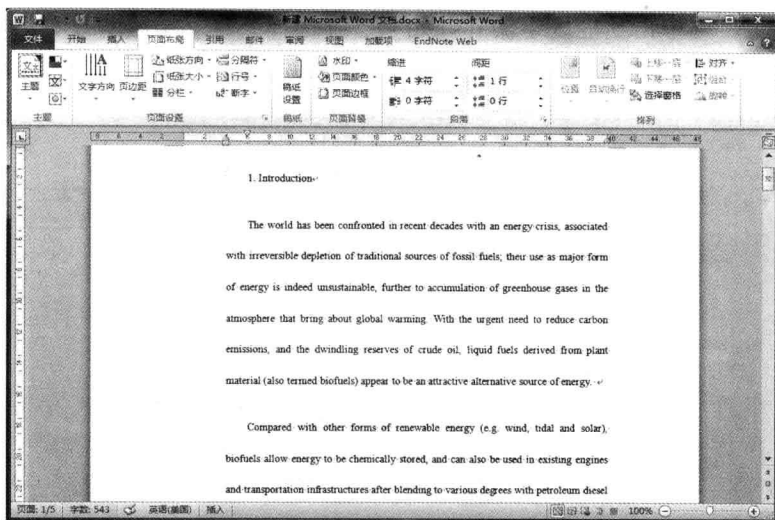 新建 Microsoft Word 文档.docx - Microsoft Word
文件 开始 插入 页面布局 引用 邮件 审阅 视图 加载项 EndNote Web
纸张方向 分隔符 水印 缩进 间距 上移一层 对齐
主题 文字方向 页边距 纸张大小 行号 稿纸设置 页面颜色 4 字符 1 行 位置 自动换行 下移一层 组合
分栏 断字 页面边框 0 字符 0 行 选择窗格 旋转
主题 页面设置 稿纸 页面背景 段落 排列
1. Introduction
The world has been confronted in recent decades with an energy crisis, associated
with irreversible depletion of traditional sources of fossil fuels; their use as major form
of energy is indeed unsustainable, further to accumulation of greenhouse gases in the
atmosphere that bring about global warming. With the urgent need to reduce carbon
emissions, and the dwindling reserves of crude oil, liquid fuels derived from plant
material (also termed biofuels) appear to be an attractive alternative source of energy.
Compared with other forms of renewable energy (e.g. wind, tidal and solar),
biofuels allow energy to be chemically stored, and can also be used in existing engines
and transportation infrastructures after blending to various degrees with petroleum diesel
页面: 1/5 字数: 543 英语(美国) 插入 100%